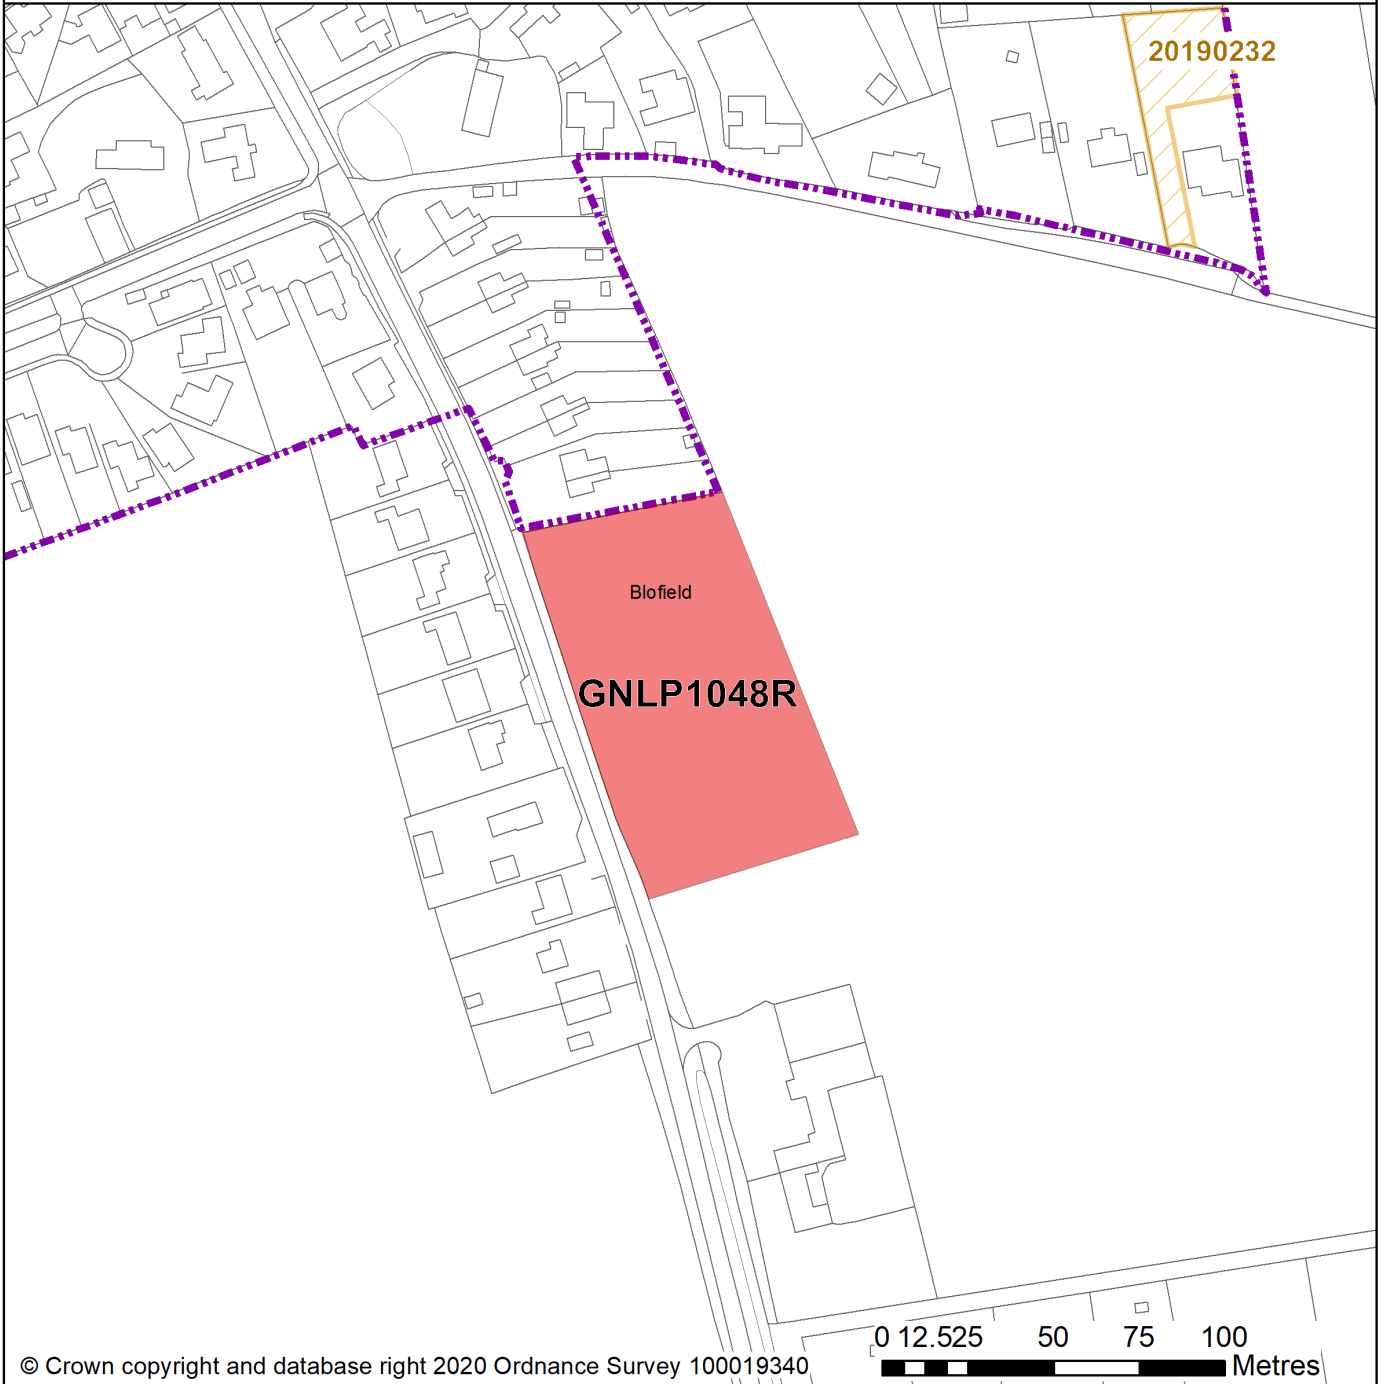 20190232
Blofield
GNLP1048R
0 12.525 50 75 100
Metres
© Crown copyright and database right 2020 Ordnance Survey 100019340